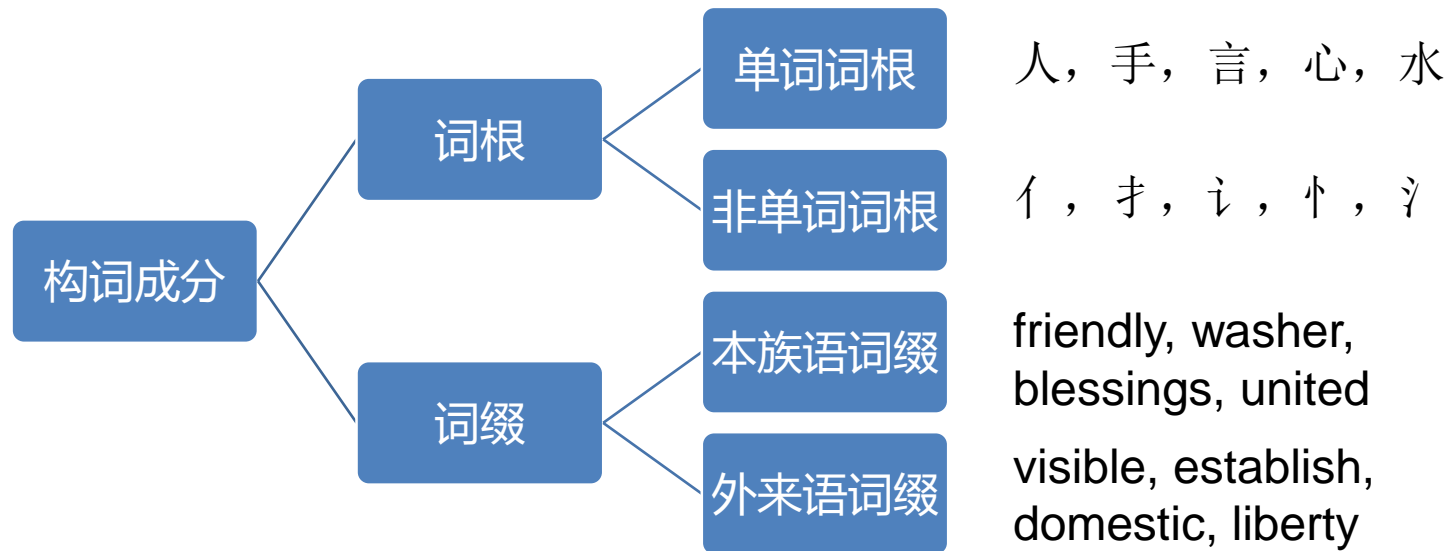 构词成分
词根
词缀
单词词根
非单词词根
本族语词缀
外来语词缀
人，手，言，心，水
亻，扌，讠，忄，氵
friendly, washer,
blessings, united
visible, establish,
domestic, liberty